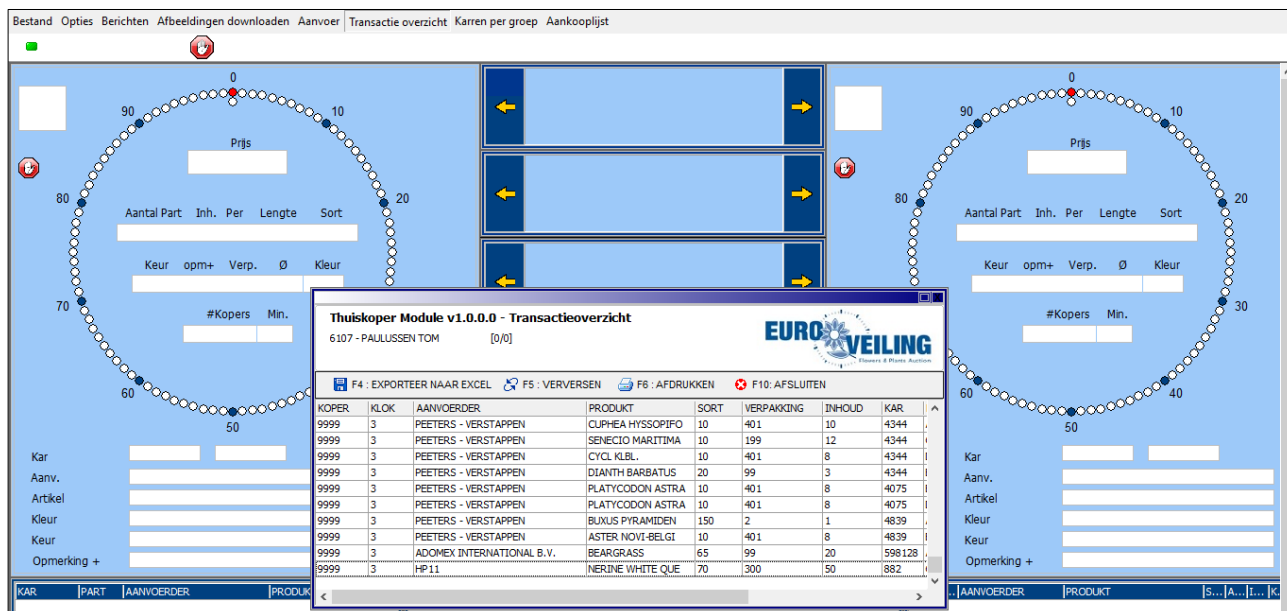 Bestand Opties Berichten Afbeeldingen downloaden Aanvoer Transactie overzicht Karren per groep Aankooplijst
0
90 10
Prijs
80 20
Aantal Part Inh. Per Lengte Sort
Keur opm+ Verp. Ø Kleur
70
#Kopers Min.
60
50
Kar
Aanv.
Artikel
Kleur
Keur
Opmerking +
KAR PART AANVOERDER PRODUK
0
90 10
Prijs
80 20
Aantal Part Inh. Per Lengte Sort
Keur opm+ Verp. Ø Kleur
30
#Kopers Min.
60 40
50
Kar
Aanv.
Artikel
Kleur
Keur
Opmerking +
... AANVOERDER PRODUKT S... A... I... K.
Thuiskoper Module v1.0.0.0 - Transactieoverzicht
6107 - PAULUSSEN TOM [0/0]
EURO VEILING
Flowers & Plants Auction
F4 : EXPORTEER NAAR EXCEL F5 : VERVERSEN F6 : AFDRUKKEN F10: AFSLUITEN
KOPER KLOK AANVOERDER PRODUKT SORT VERPAKKING INHOUD KAR
9999 3 PEETERS - VERSTAPPEN CUPHEA HYSSOPIFO 10 401 10 4344
9999 3 PEETERS - VERSTAPPEN SENECIO MARITIMA 10 199 12 4344
9999 3 PEETERS - VERSTAPPEN CYCL KLBL. 10 401 8 4344
9999 3 PEETERS - VERSTAPPEN DIANTH BARBATUS 20 99 3 4344
9999 3 PEETERS - VERSTAPPEN PLATYCODON ASTRA 10 401 8 4075
9999 3 PEETERS - VERSTAPPEN PLATYCODON ASTRA 10 401 8 4075
9999 3 PEETERS - VERSTAPPEN BUXUS PYRAMIDEN 150 2 1 4839
9999 3 PEETERS - VERSTAPPEN ASTER NOVI-BELGI 10 401 8 4839
9999 3 ADOMEX INTERNATIONAL B.V. BEARGRASS 65 99 20 598128
9999 3 HP11 NERINE WHITE QUE 70 300 50 882